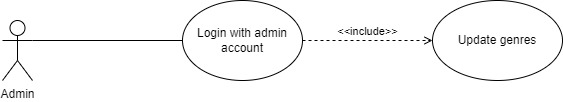 Login with admin
account
<<include>>
Update genres
Admin